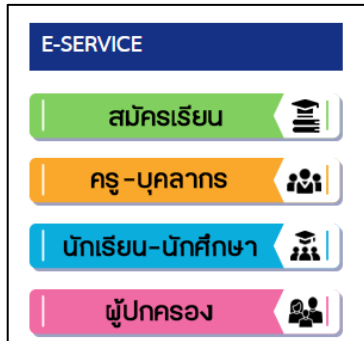 E-SERVICE
สมัครเรียน
ครู-บุคลากร
นักเรียน-นักศึกษา
ผู้ปกครอง